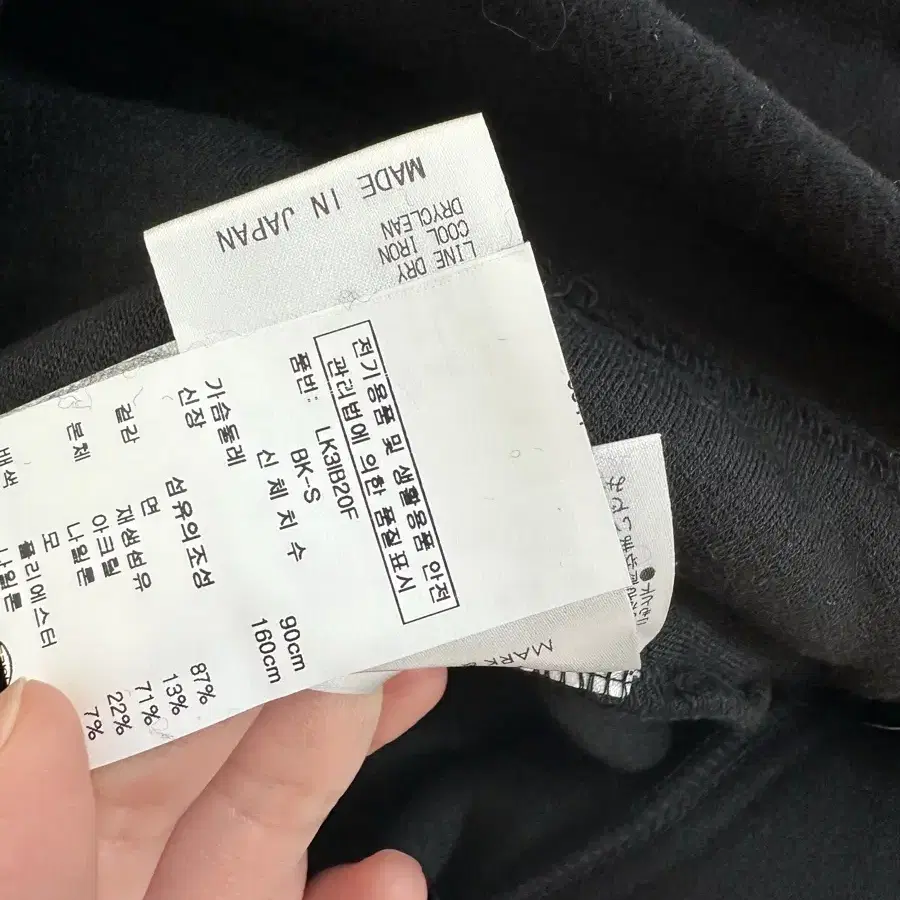 LINE DRY
COOL IRON
DRYCLEAN
MADE IN JAPAN
전기용품 및 생활용품 안전
관리법에 의한 품질표시
품번: LK3IB20F
BK-S
신 체 치 수
가슴둘레 90cm
신장 160cm
섬유의조성
겉감 면 87%
재생섬유 13%
본체 아크릴 71%
나일론 22%
모 7%
폴리에스터
나일론
MARK